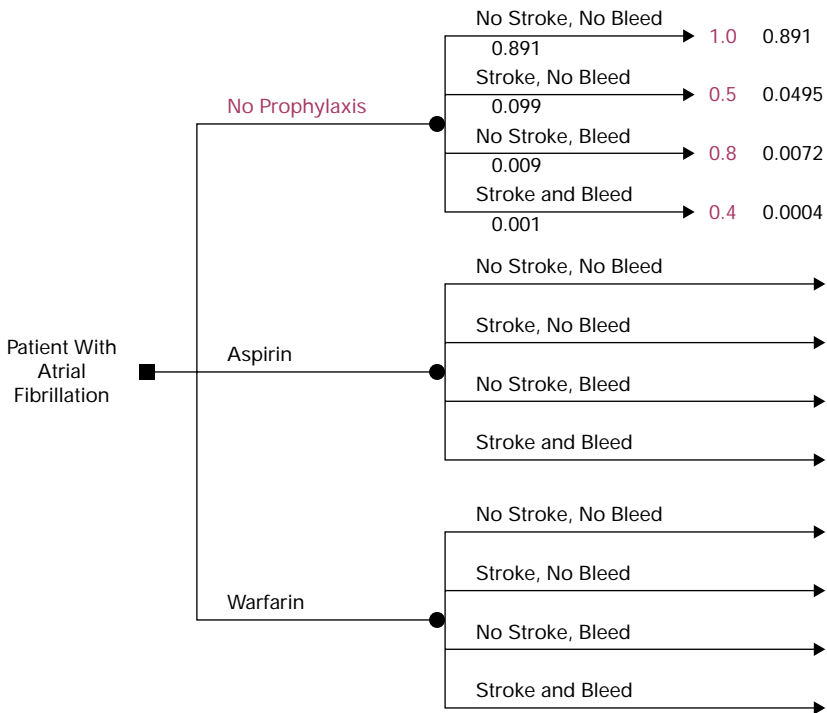 No Stroke, No Bleed
0.891
1.0 0.891
Stroke, No Bleed
0.099
0.5 0.0495
No Prophylaxis
No Stroke, Bleed
0.009
0.8 0.0072
Stroke and Bleed
0.001
0.4 0.0004
Patient With
Atrial
Fibrillation
Aspirin
No Stroke, No Bleed
Stroke, No Bleed
No Stroke, Bleed
Stroke and Bleed
Warfarin
No Stroke, No Bleed
Stroke, No Bleed
No Stroke, Bleed
Stroke and Bleed